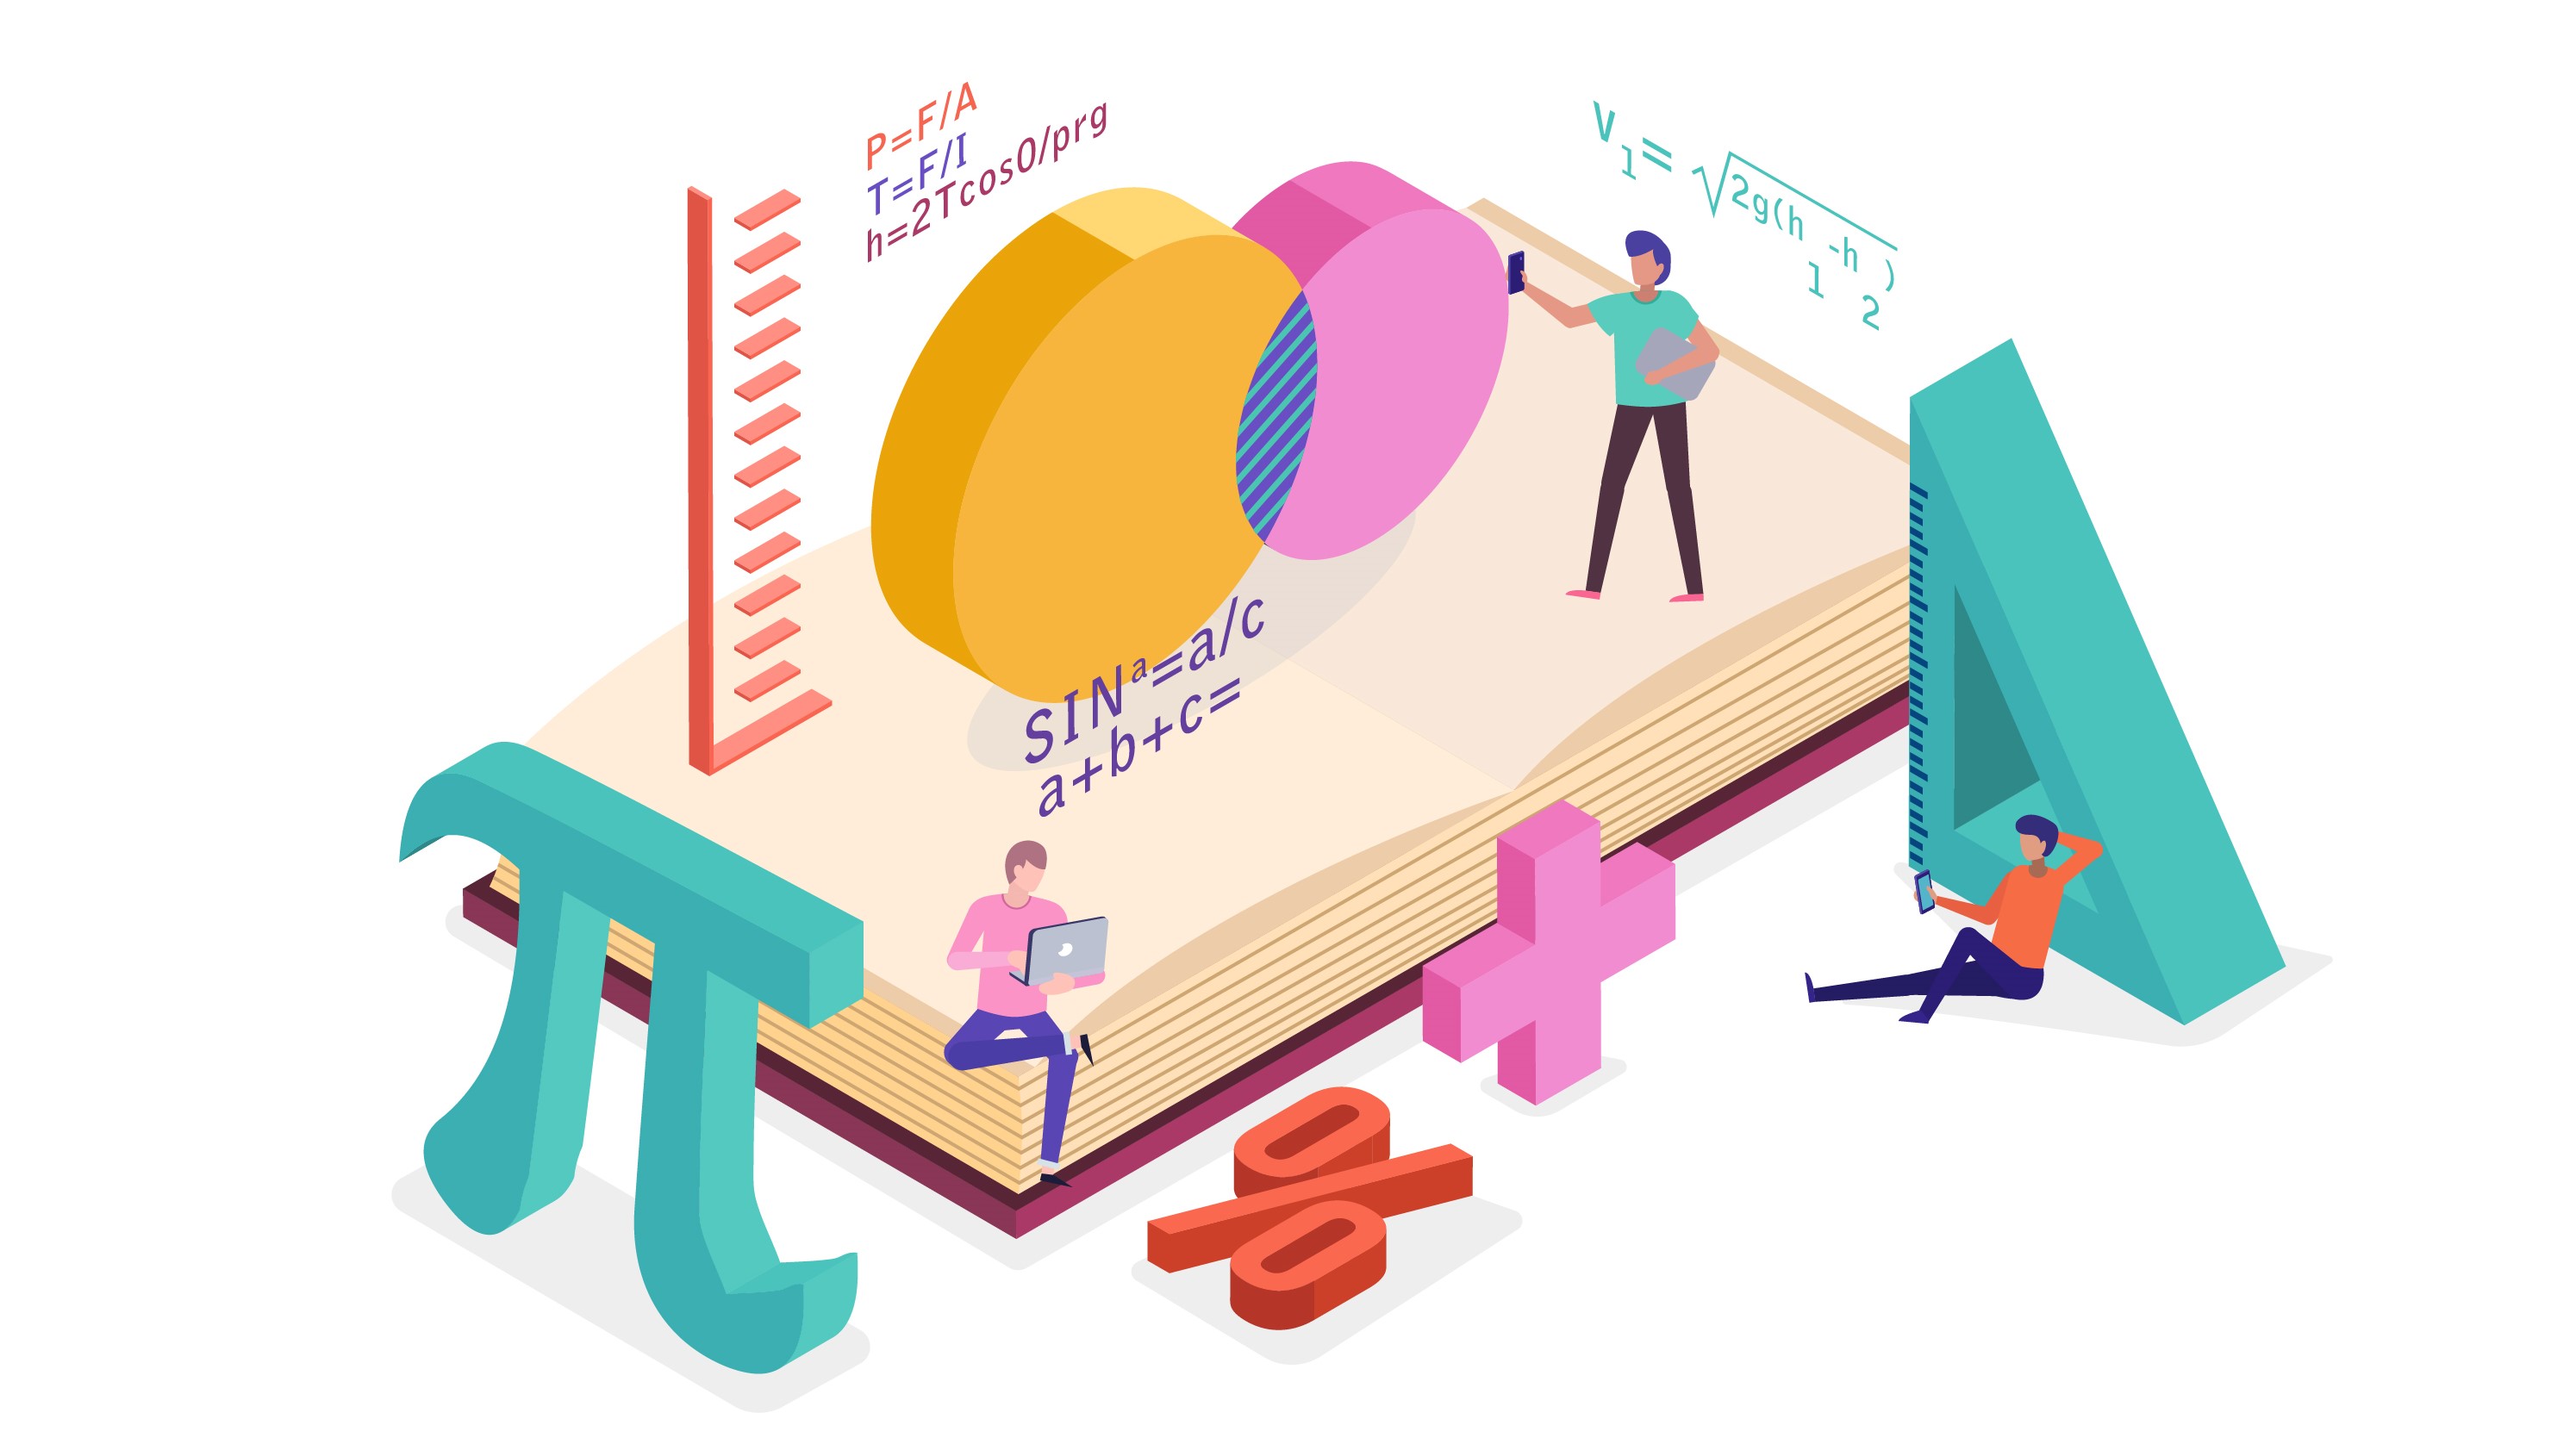 P=F/A
T=F/I
h=2Tcos0/prg
V₁=√2g(h₁-h₂)
SINᵃ=a/c
a+b+c=
π
+
%